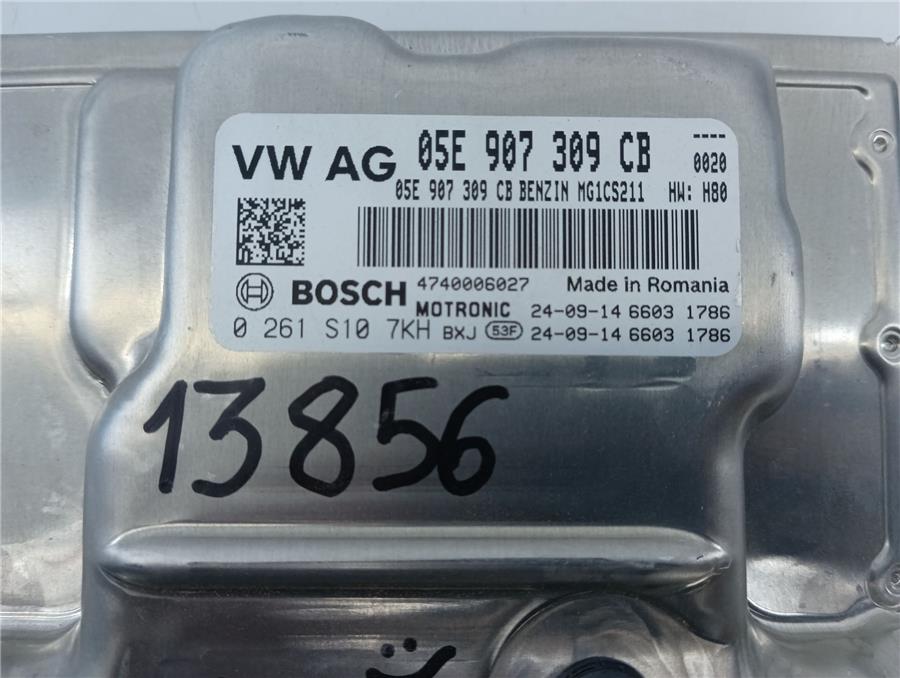 VW AG 05E 907 309 CB ---- 0020
05E 907 309 CB BENZIN MG1CS211 HW: H80
BOSCH 4740006027 Made in Romania
MOTRONIC 24-09-14 6603 1786
0 261 S10 7KH BXJ 53F 24-09-14 6603 1786
13856